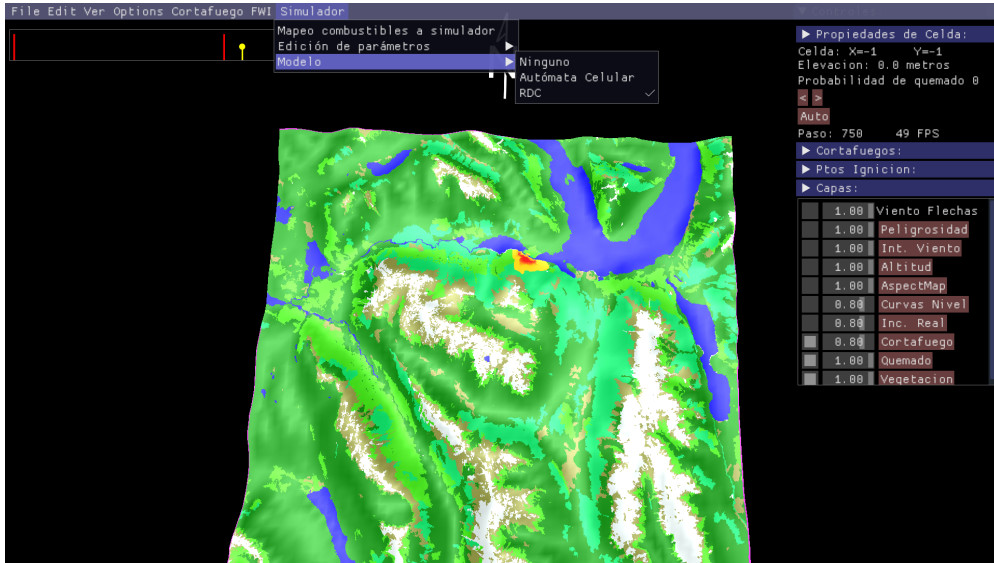 File Edit Ver Options Cortafuego FWI Simulador
Mapeo combustibles a simulador
Edición de parámetros
Modelo
Ninguno
Autómata Celular
RDC
Propiedades de Celda:
Celda: X=-1 Y=-1
Elevacion: 0.0 metros
Probabilidad de quemado 0
< >
Auto
Paso: 750 49 FPS
Cortafuegos:
Ptos Ignicion:
Capas:
1.00 Viento Flechas
1.00 Peligrosidad
1.00 Int. Viento
1.00 Altitud
1.00 AspectMap
0.80 Curvas Nivel
0.80 Inc. Real
0.80 Cortafuego
1.00 Quemado
1.00 Vegetacion